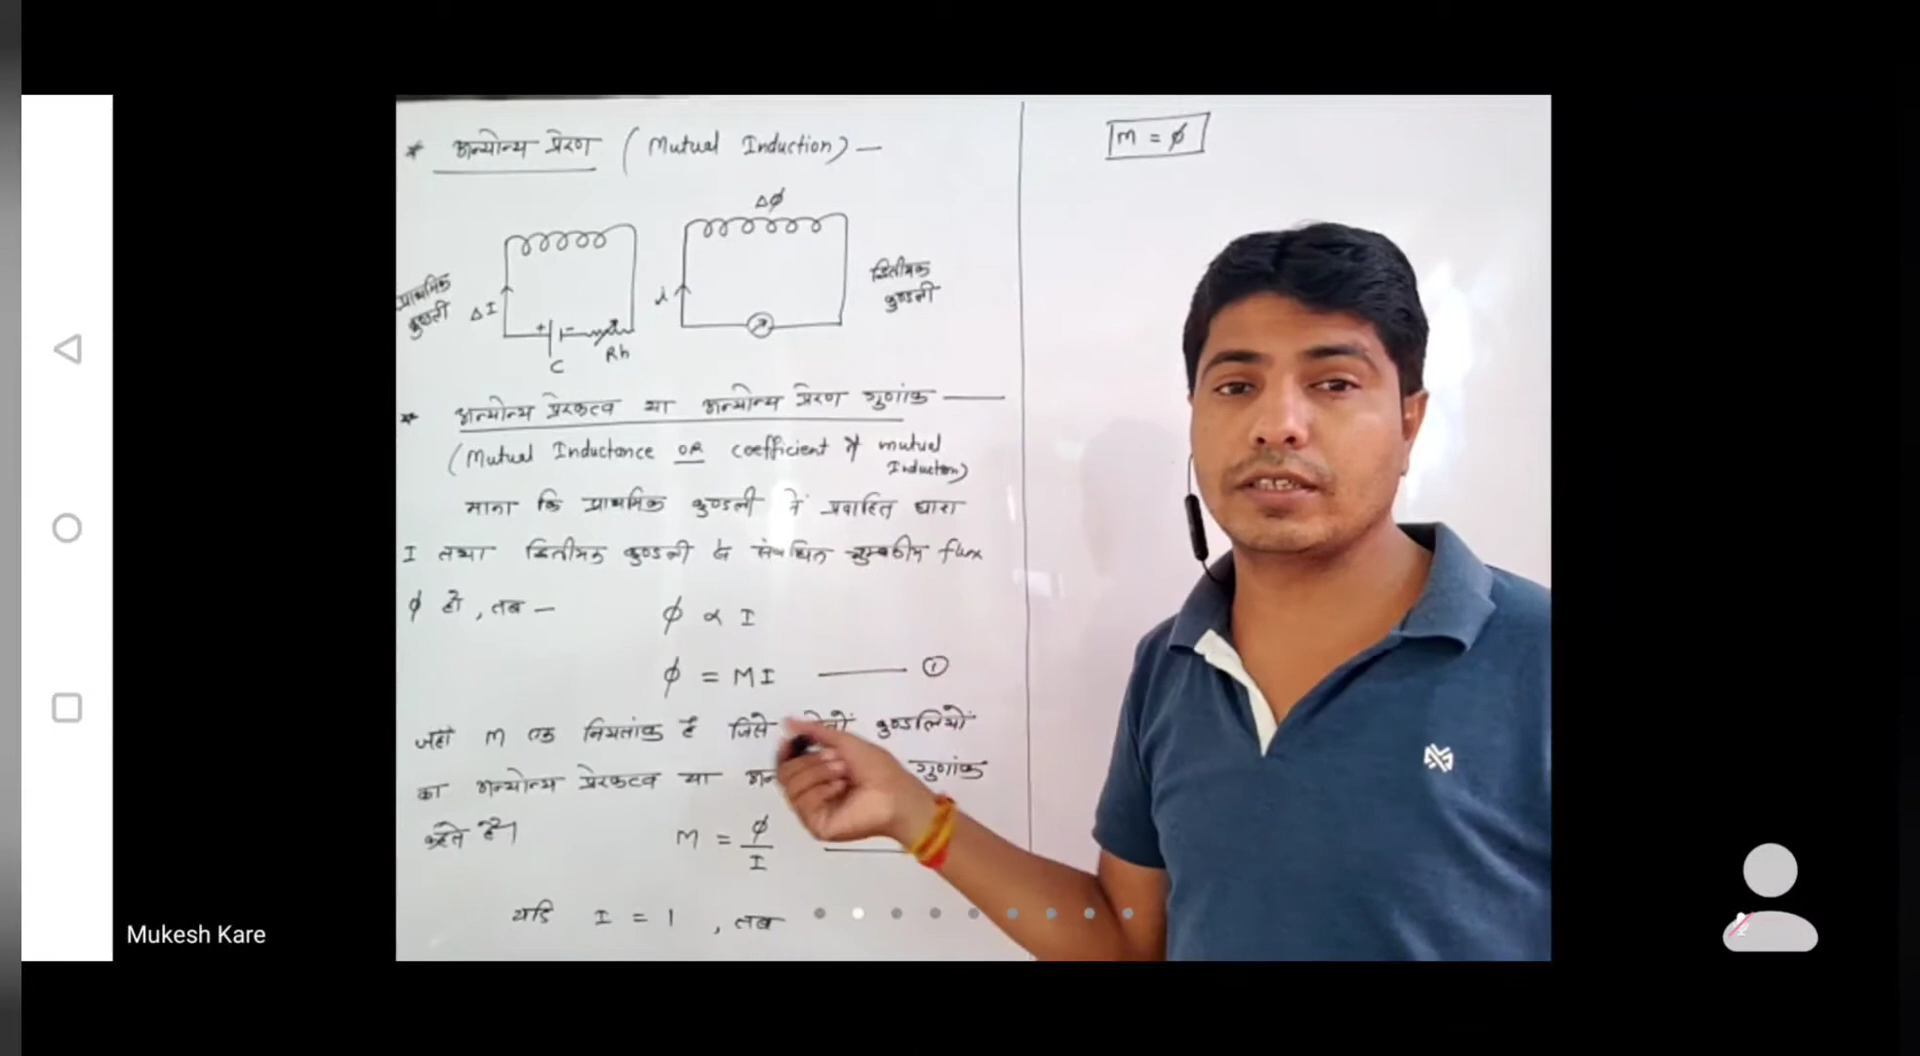 * अन्योन्य प्रेरण (Mutual Induction) —
Δϕ
प्राथमिक
कुण्डली
ΔI
+ -
C
Rh
i
द्वितीयक
कुण्डली
* अन्योन्य प्रेरकत्व या अन्योन्य प्रेरण गुणांक —
(Mutual Inductance OR coefficient of mutual
Induction)
माना कि प्राथमिक कुण्डली में प्रवाहित धारा
I तथा द्वितीयक कुण्डली से संबंधित चुम्बकीय flux
ϕ हो, तब —
ϕ ∝ I
ϕ = MI — ①
जहाँ M एक नियतांक है जिसे कुण्डलियों
का अन्योन्य प्रेरकत्व या गुणांक
कहते हैं।
M = ϕ/I
यदि I = 1, तब
M = ϕ
Mukesh Kare